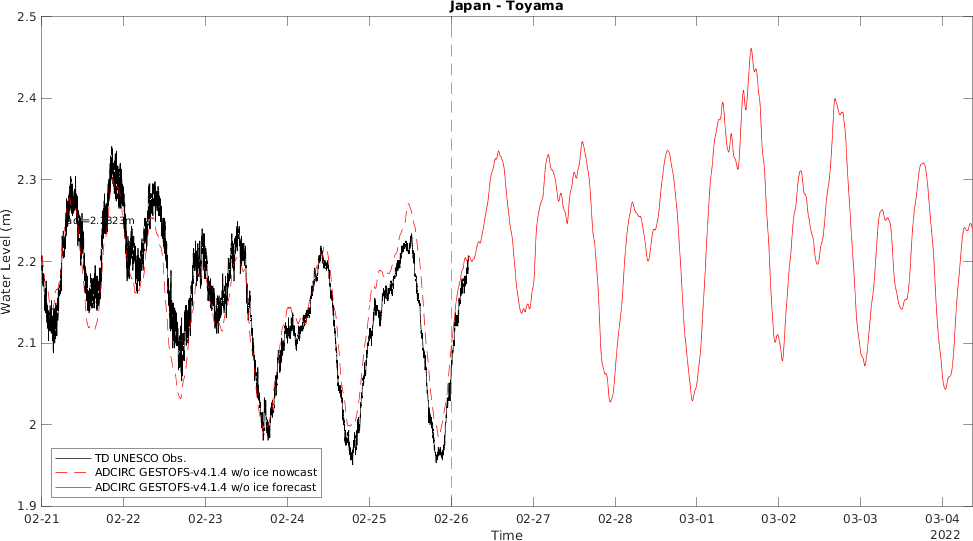 Japan - Toyama
2.5
2.4
2.3
2.2
2.1
2
1.9
Water Level (m)
TD UNESCO Obs.
ADCIRC GESTOFS-v4.1.4 w/o ice nowcast
ADCIRC GESTOFS-v4.1.4 w/o ice forecast
02-21 02-22 02-23 02-24 02-25 02-26 02-27 02-28 03-01 03-02 03-03 03-04
Time
2022